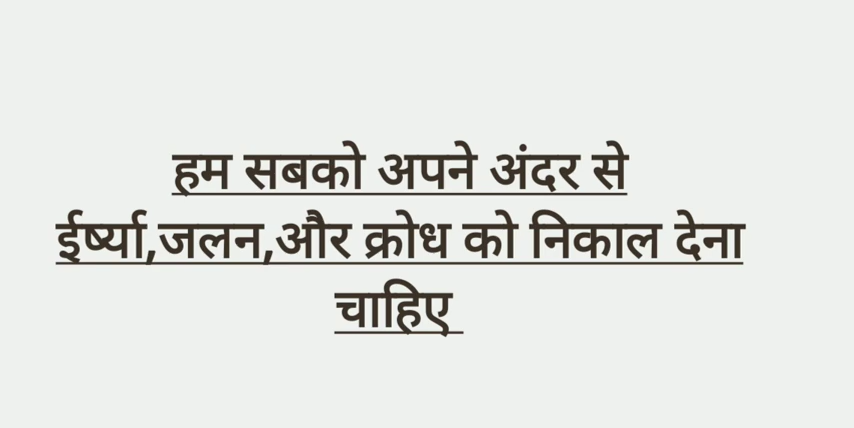 हम सबको अपने अंदर से
ईर्ष्या,जलन,और क्रोध को निकाल देना
चाहिए